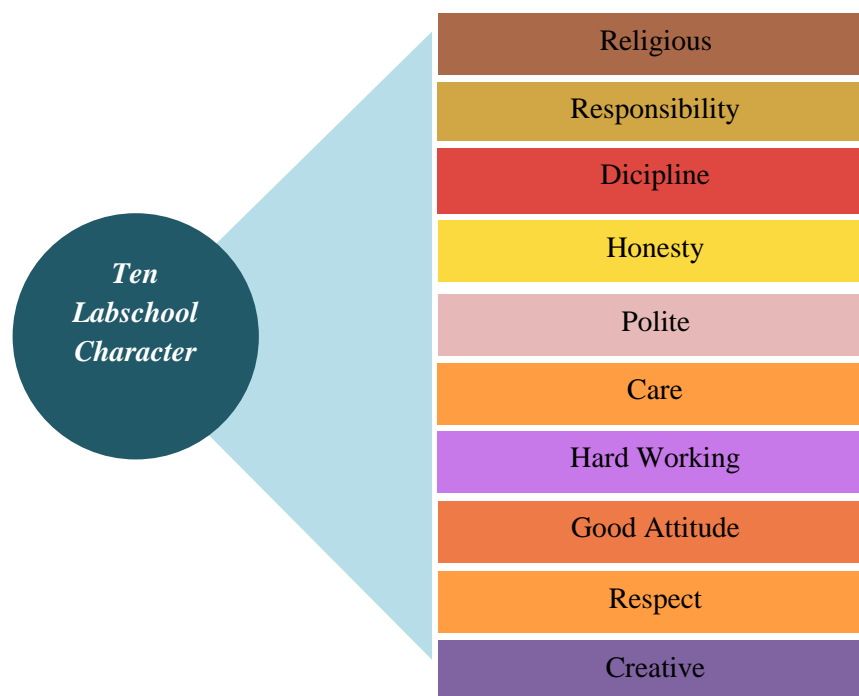 Ten
Labschool
Character
Religious
Responsibility
Dicipline
Honesty
Polite
Care
Hard Working
Good Attitude
Respect
Creative